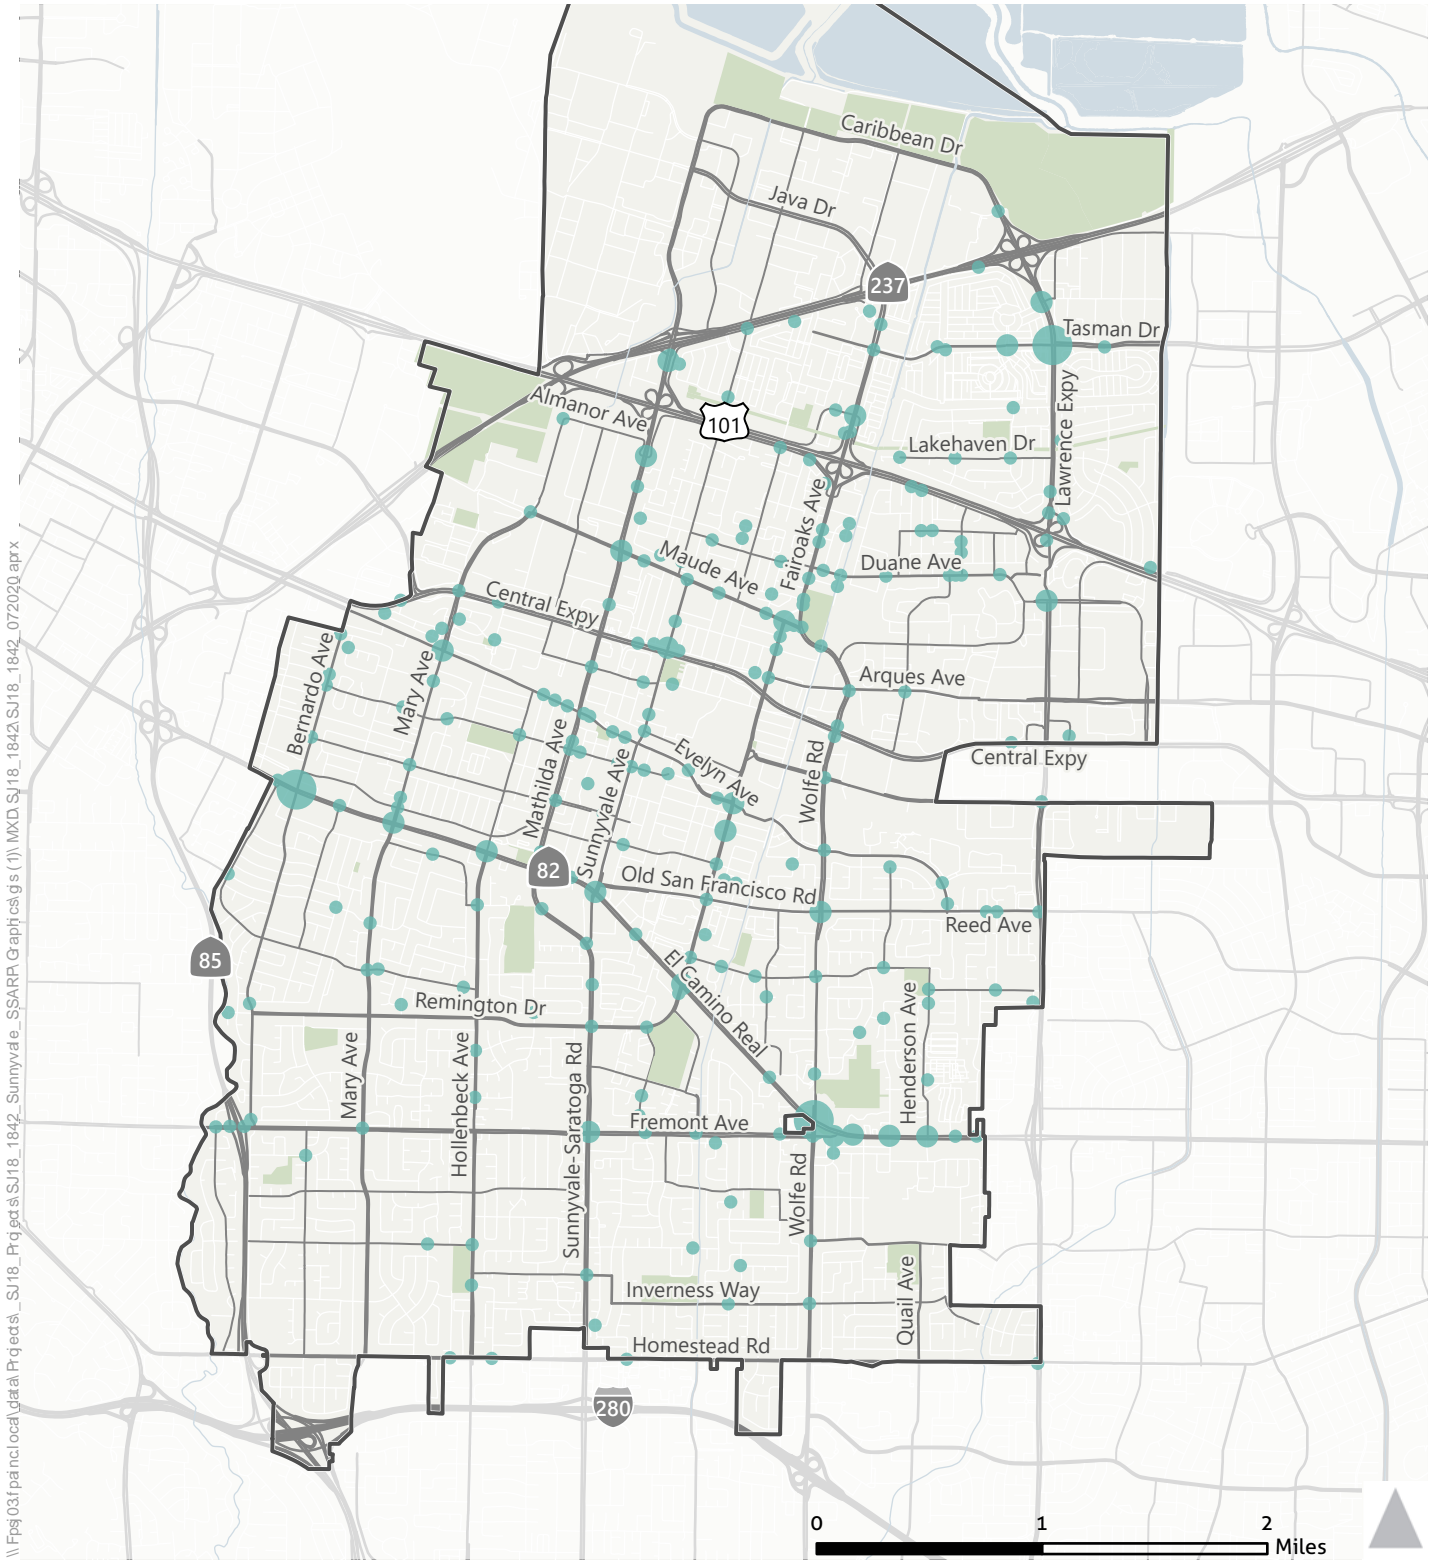 Caribbean Dr
Java Dr
237
Tasman Dr
Almanor Ave
101
Lakehaven Dr
Lawrence Expy
Fairoaks Ave
Maude Ave
Duane Ave
Central Expy
Bernardo Ave
Mary Ave
Arques Ave
Mathilda Ave
Sunnyvale Ave
Evelyn Ave
Wolfe Rd
Central Expy
82
Old San Francisco Rd
Reed Ave
85
El Camino Real
Remington Dr
Henderson Ave
Mary Ave
Hollenbeck Ave
Sunnyvale-Saratoga Rd
Fremont Ave
Wolfe Rd
Quail Ave
Inverness Way
Homestead Rd
280
0 1 2
Miles